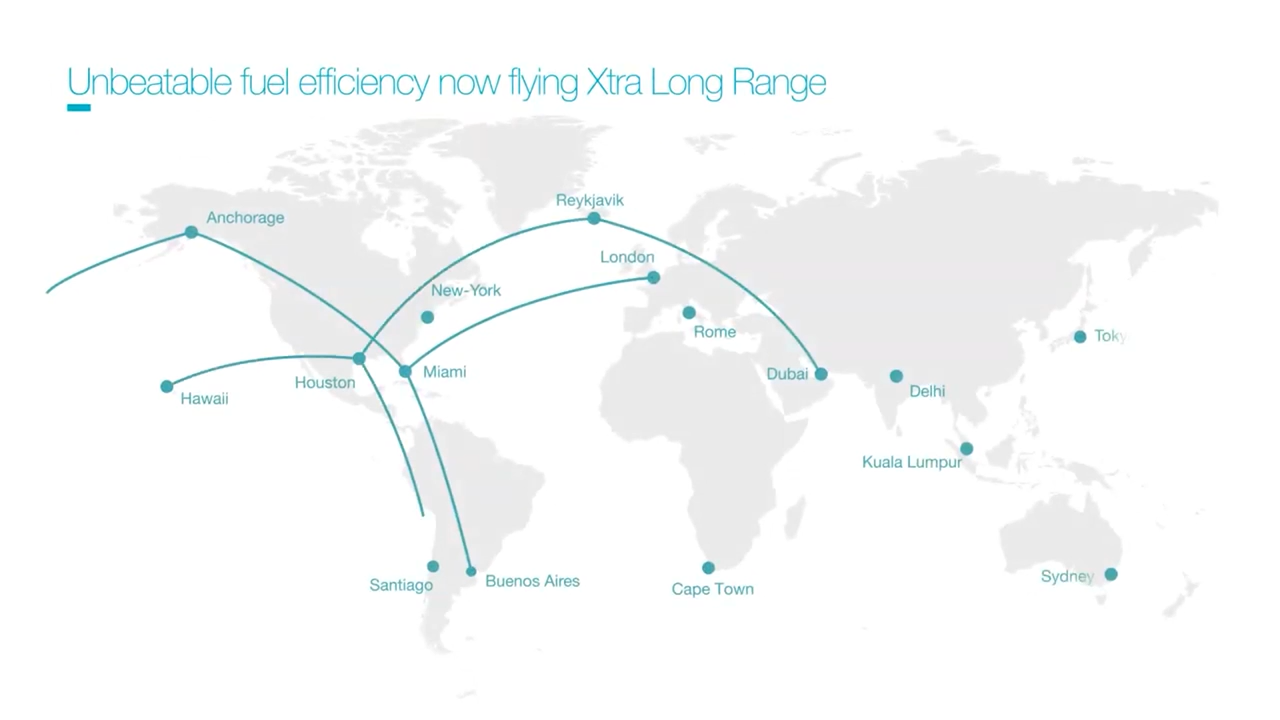 Unbeatable fuel efficiency now flying Xtra Long Range
Reykjavik
Anchorage
London
New-York
Rome
Toky
Miami
Dubai
Houston
Delhi
Hawaii
Kuala Lumpur
Sydney
Buenos Aires
Santiago
Cape Town